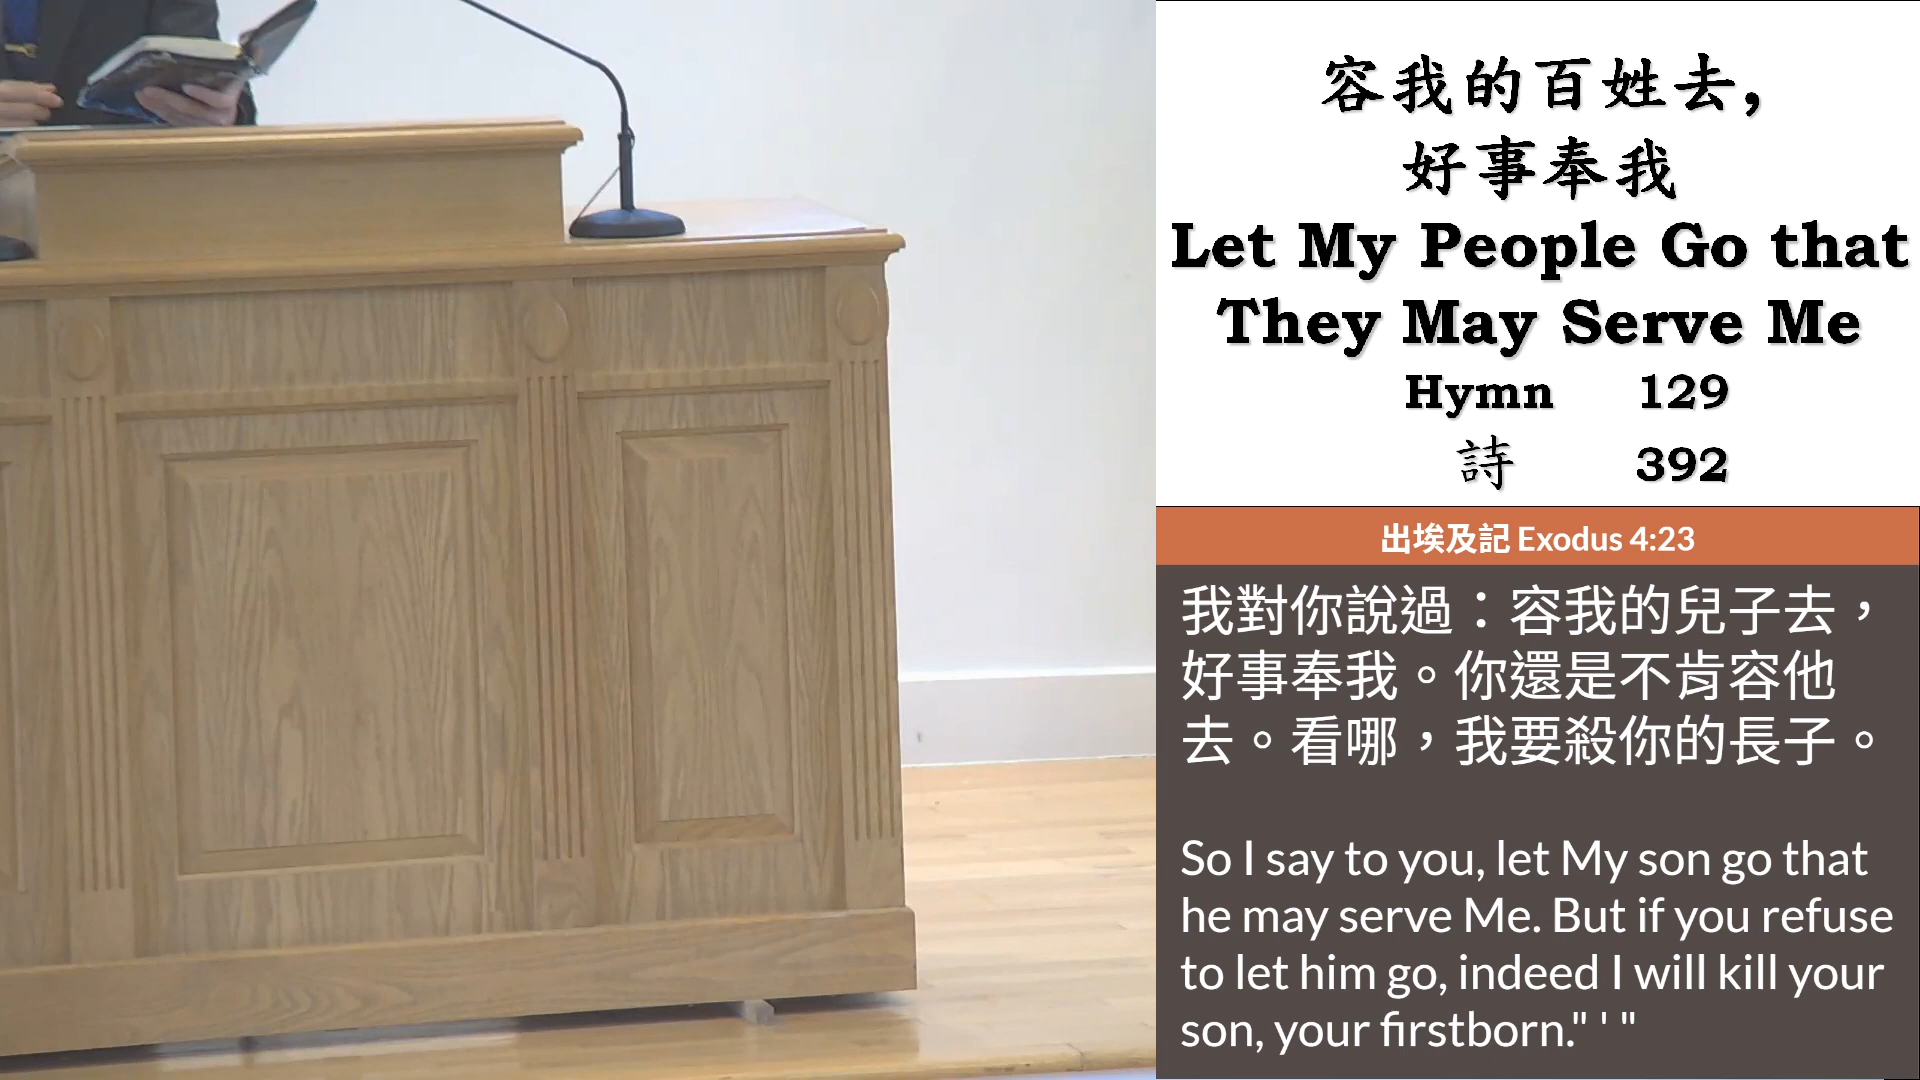 容我的百姓去,
好事奉我
Let My People Go that
They May Serve Me
Hymn 129
詩 392
出埃及記 Exodus 4:23
我對你說過：容我的兒子去，
好事奉我。你還是不肯容他
去。看哪，我要殺你的長子。
So I say to you, let My son go that
he may serve Me. But if you refuse
to let him go, indeed I will kill your
son, your firstborn." ' "